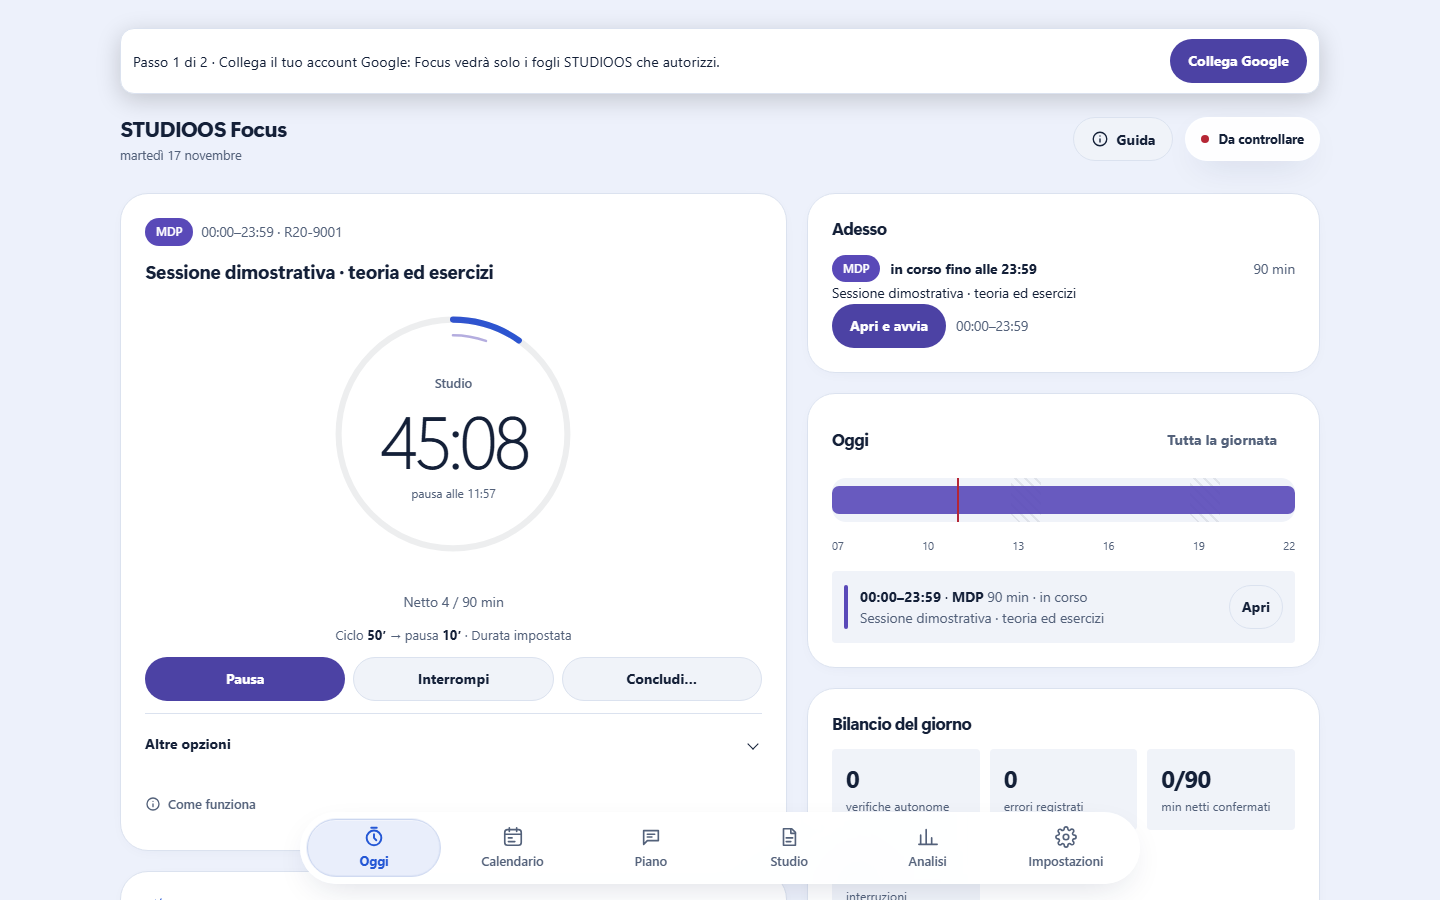 Passo 1 di 2 · Collega il tuo account Google: Focus vedrà solo i fogli STUDIOOS che autorizzi.
Collega Google
STUDIOOS Focus
martedì 17 novembre
Guida
Da controllare
MDP 00:00–23:59 · R20-9001
Sessione dimostrativa · teoria ed esercizi
Studio
45:08
pausa alle 11:57
Netto 4 / 90 min
Ciclo 50′ → pausa 10′ · Durata impostata
Pausa
Interrompi
Concludi…
Altre opzioni
Come funziona
Adesso
MDP in corso fino alle 23:59
90 min
Sessione dimostrativa · teoria ed esercizi
Apri e avvia 00:00–23:59
Oggi
Tutta la giornata
07 10 13 16 19 22
00:00–23:59 · MDP 90 min · in corso
Sessione dimostrativa · teoria ed esercizi
Apri
Bilancio del giorno
0
verifiche autonome
0
errori registrati
0/90
min netti confermati
interruzioni
Oggi
Calendario
Piano
Studio
Analisi
Impostazioni